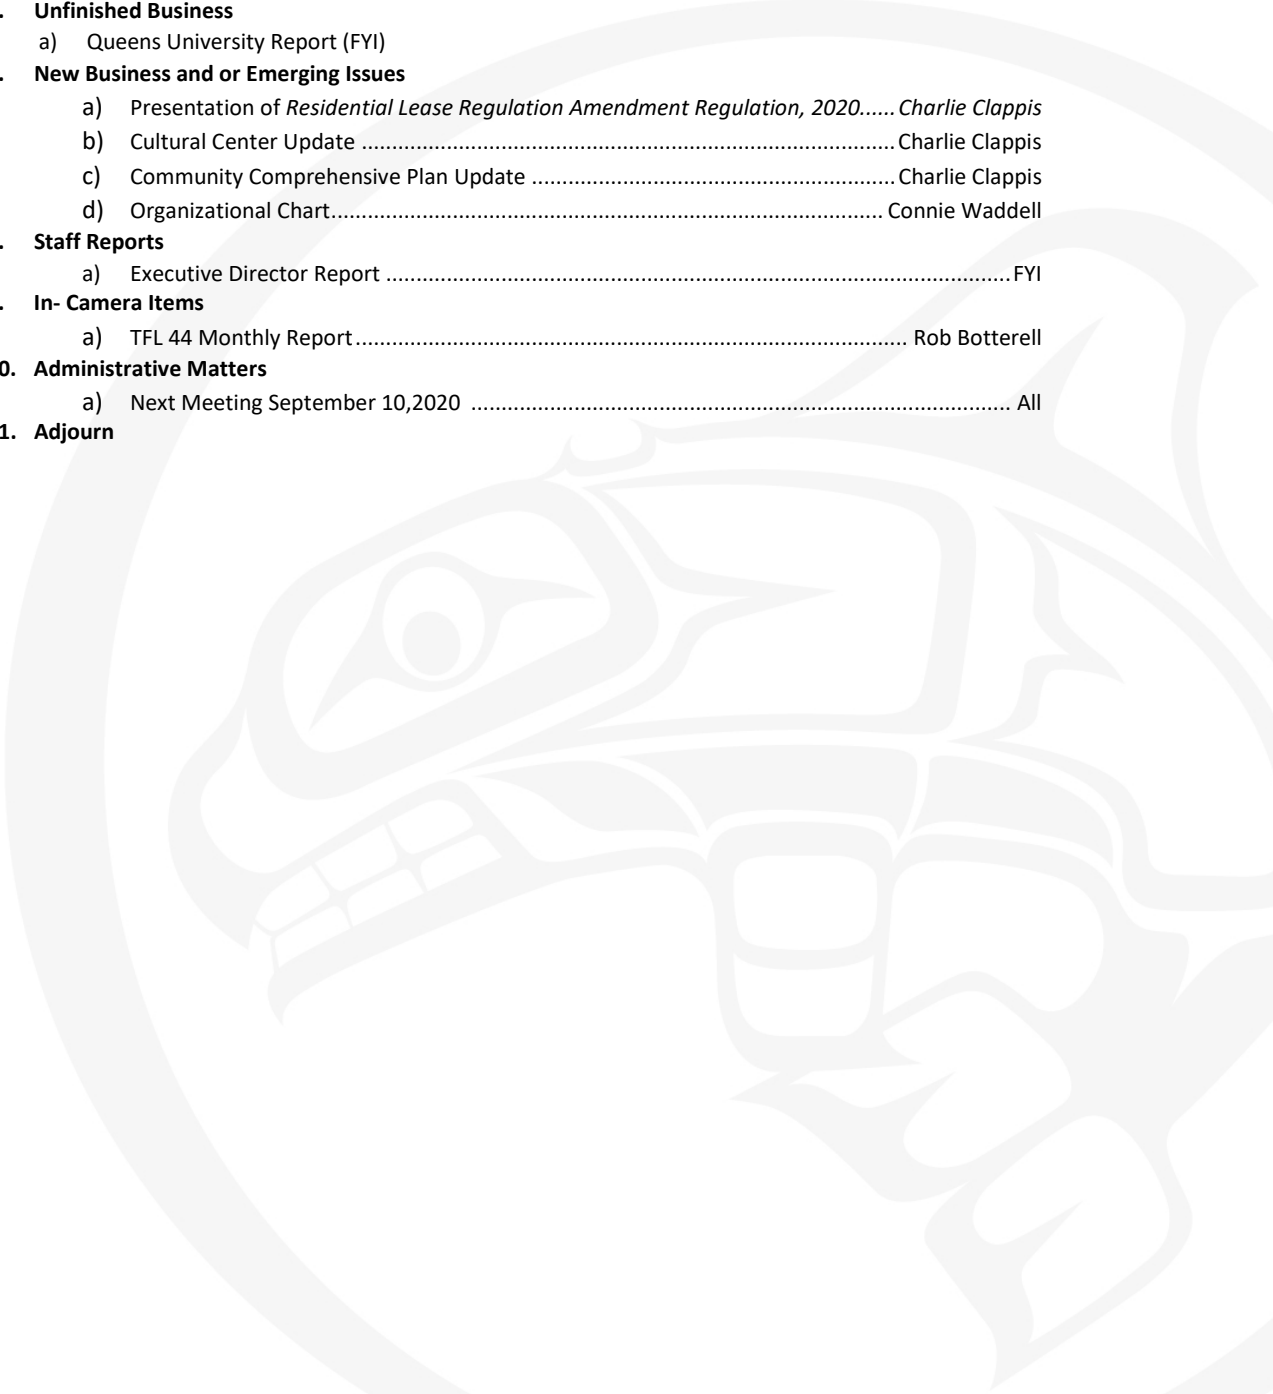 . Unfinished Business
a) Queens University Report (FYI)
. New Business and or Emerging Issues
a) Presentation of Residential Lease Regulation Amendment Regulation, 2020......Charlie Clappis
b) Cultural Center Update ........................................................................................Charlie Clappis
c) Community Comprehensive Plan Update ............................................................Charlie Clappis
d) Organizational Chart........................................................................................... Connie Waddell
. Staff Reports
a) Executive Director Report .......................................................................................................FYI
. In- Camera Items
a) TFL 44 Monthly Report........................................................................................... Rob Botterell
0. Administrative Matters
a) Next Meeting September 10,2020 ......................................................................................... All
1. Adjourn